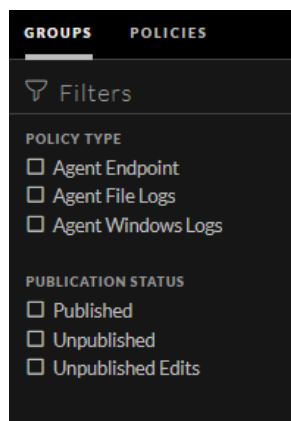 GROUPS POLICIES
Filters
POLICY TYPE
Agent Endpoint
Agent File Logs
Agent Windows Logs
PUBLICATION STATUS
Published
Unpublished
Unpublished Edits